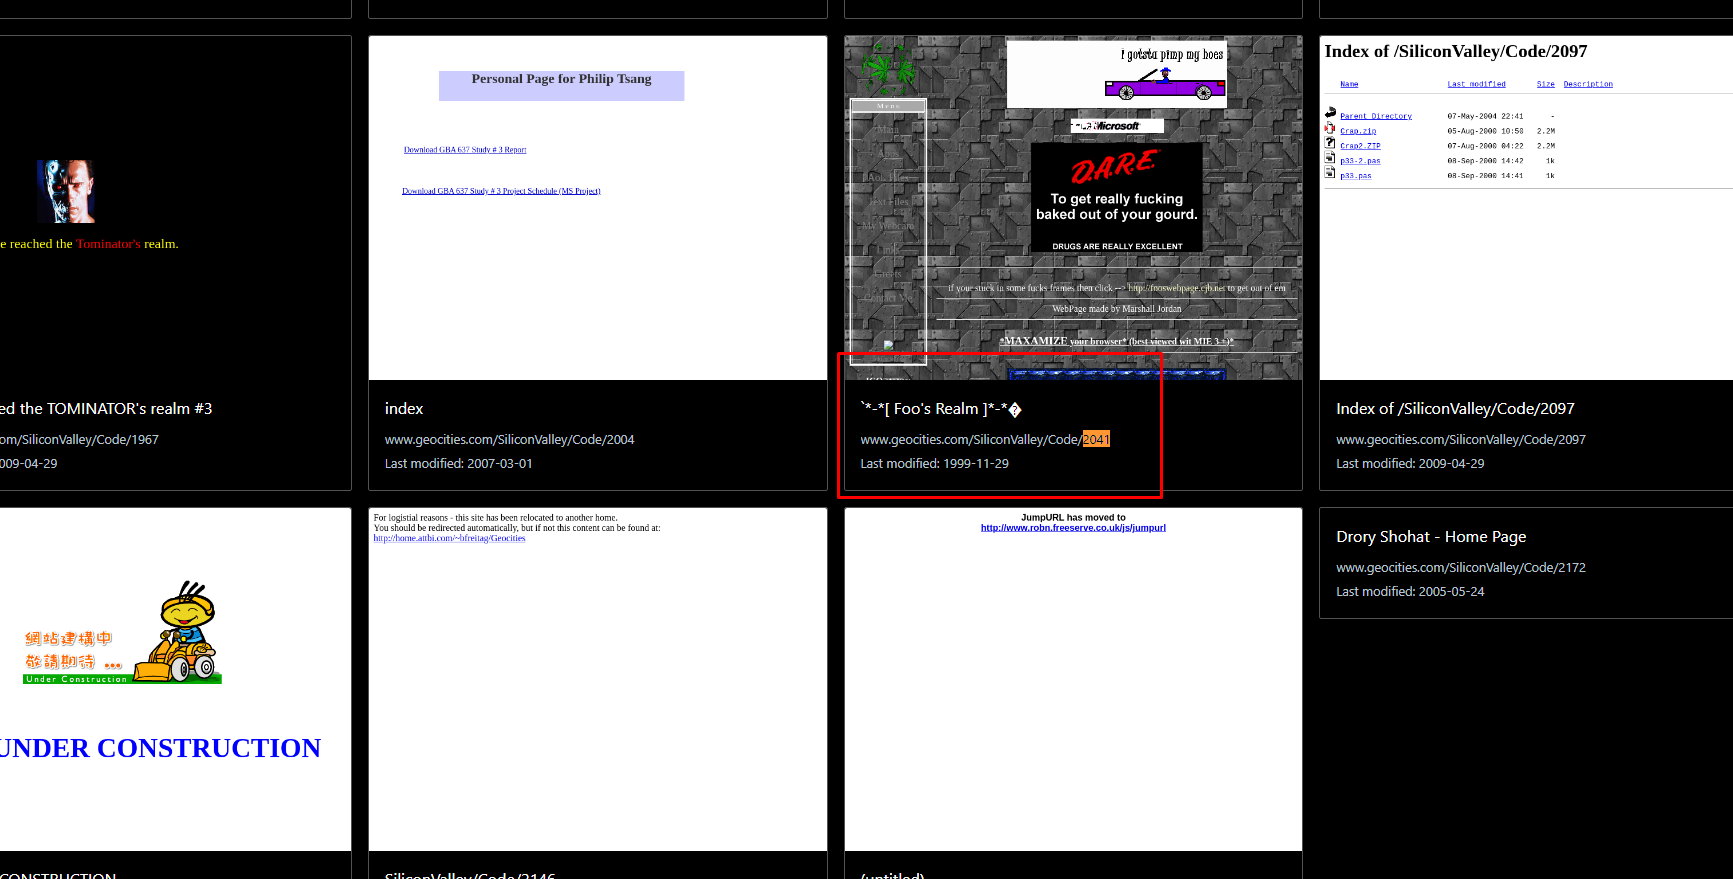 e reached the Tominator's realm.
ed the TOMINATOR's realm #3
om/SiliconValley/Code/1967
009-04-29
Personal Page for Philip Tsang
Download GBA 637 Study # 3 Report
Download GBA 637 Study # 3 Project Schedule (MS Project)
index
www.geocities.com/SiliconValley/Code/2004
Last modified: 2007-03-01
I gotsta pimp my hoes
Microsoft
Menu
Main
Text Files
My Webcam
Links
Greets
Contact Me
D.A.R.E.
To get really fucking
baked out of your gourd.
DRUGS ARE REALLY EXCELLENT
if your stuck in some fucks frames then click --> http://fooswebpage.cjb.net to get out of em
WebPage made by Marshall Jordan
*MAXAMIZE your browser* (best viewed wit MIE 3+)*
`*-*[ Foo's Realm ]*-*�
www.geocities.com/SiliconValley/Code/2041
Last modified: 1999-11-29
Index of /SiliconValley/Code/2097
Name Last modified Size Description
Parent Directory 07-May-2004 22:41 -
Crap.zip 05-Aug-2000 10:50 2.2M
Crap2.ZIP 07-Aug-2000 04:22 2.2M
p33-2.pas 08-Sep-2000 14:42 1k
p33.pas 08-Sep-2000 14:41 1k
Index of /SiliconValley/Code/2097
www.geocities.com/SiliconValley/Code/2097
Last modified: 2009-04-29
網站建構中
敬請期待 ...
Under Construction
UNDER CONSTRUCTION
CONSTRUCTION
For logistial reasons - this site has been relocated to another home.
You should be redirected automatically, but if not this content can be found at:
http://home.attbi.com/~bfreitag/Geocities
SiliconValley/Code/2146
JumpURL has moved to
http://www.robn.freeserve.co.uk/js/jumpurl
(untitled)
Drory Shohat - Home Page
www.geocities.com/SiliconValley/Code/2172
Last modified: 2005-05-24